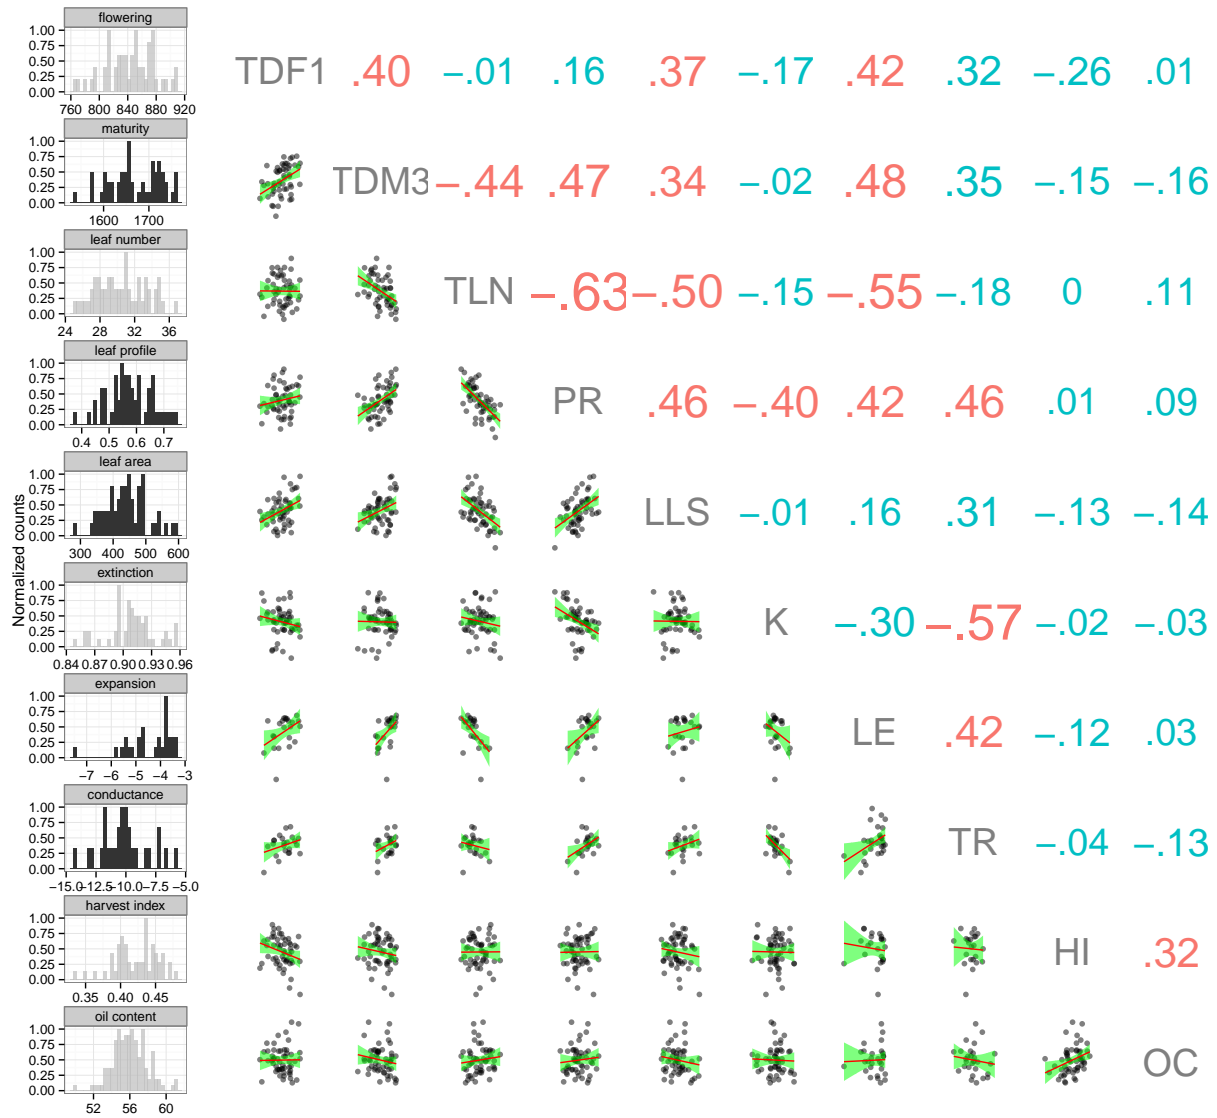 Normalized counts
flowering
1.00
0.75
0.50
0.25
0.00
760 800 840 880 920
TDF1 .40 −.01 .16 .37 −.17 .42 .32 −.26 .01
maturity
1.00
0.75
0.50
0.25
0.00
1600 1700
TDM3 −.44 .47 .34 −.02 .48 .35 −.15 −.16
leaf number
1.00
0.75
0.50
0.25
0.00
24 28 32 36
TLN −.63 −.50 −.15 −.55 −.18 0 .11
leaf profile
1.00
0.75
0.50
0.25
0.00
0.4 0.5 0.6 0.7
PR .46 −.40 .42 .46 .01 .09
leaf area
1.00
0.75
0.50
0.25
0.00
300 400 500 600
LLS −.01 .16 .31 −.13 −.14
extinction
1.00
0.75
0.50
0.25
0.00
0.84 0.87 0.90 0.93 0.96
K −.30 −.57 −.02 −.03
expansion
1.00
0.75
0.50
0.25
0.00
−7 −6 −5 −4 −3
LE .42 −.12 .03
conductance
1.00
0.75
0.50
0.25
0.00
−15.0 −12.5 −10.0 −7.5 −5.0
TR −.04 −.13
harvest index
1.00
0.75
0.50
0.25
0.00
0.35 0.40 0.45
HI .32
oil content
1.00
0.75
0.50
0.25
0.00
52 56 60
OC